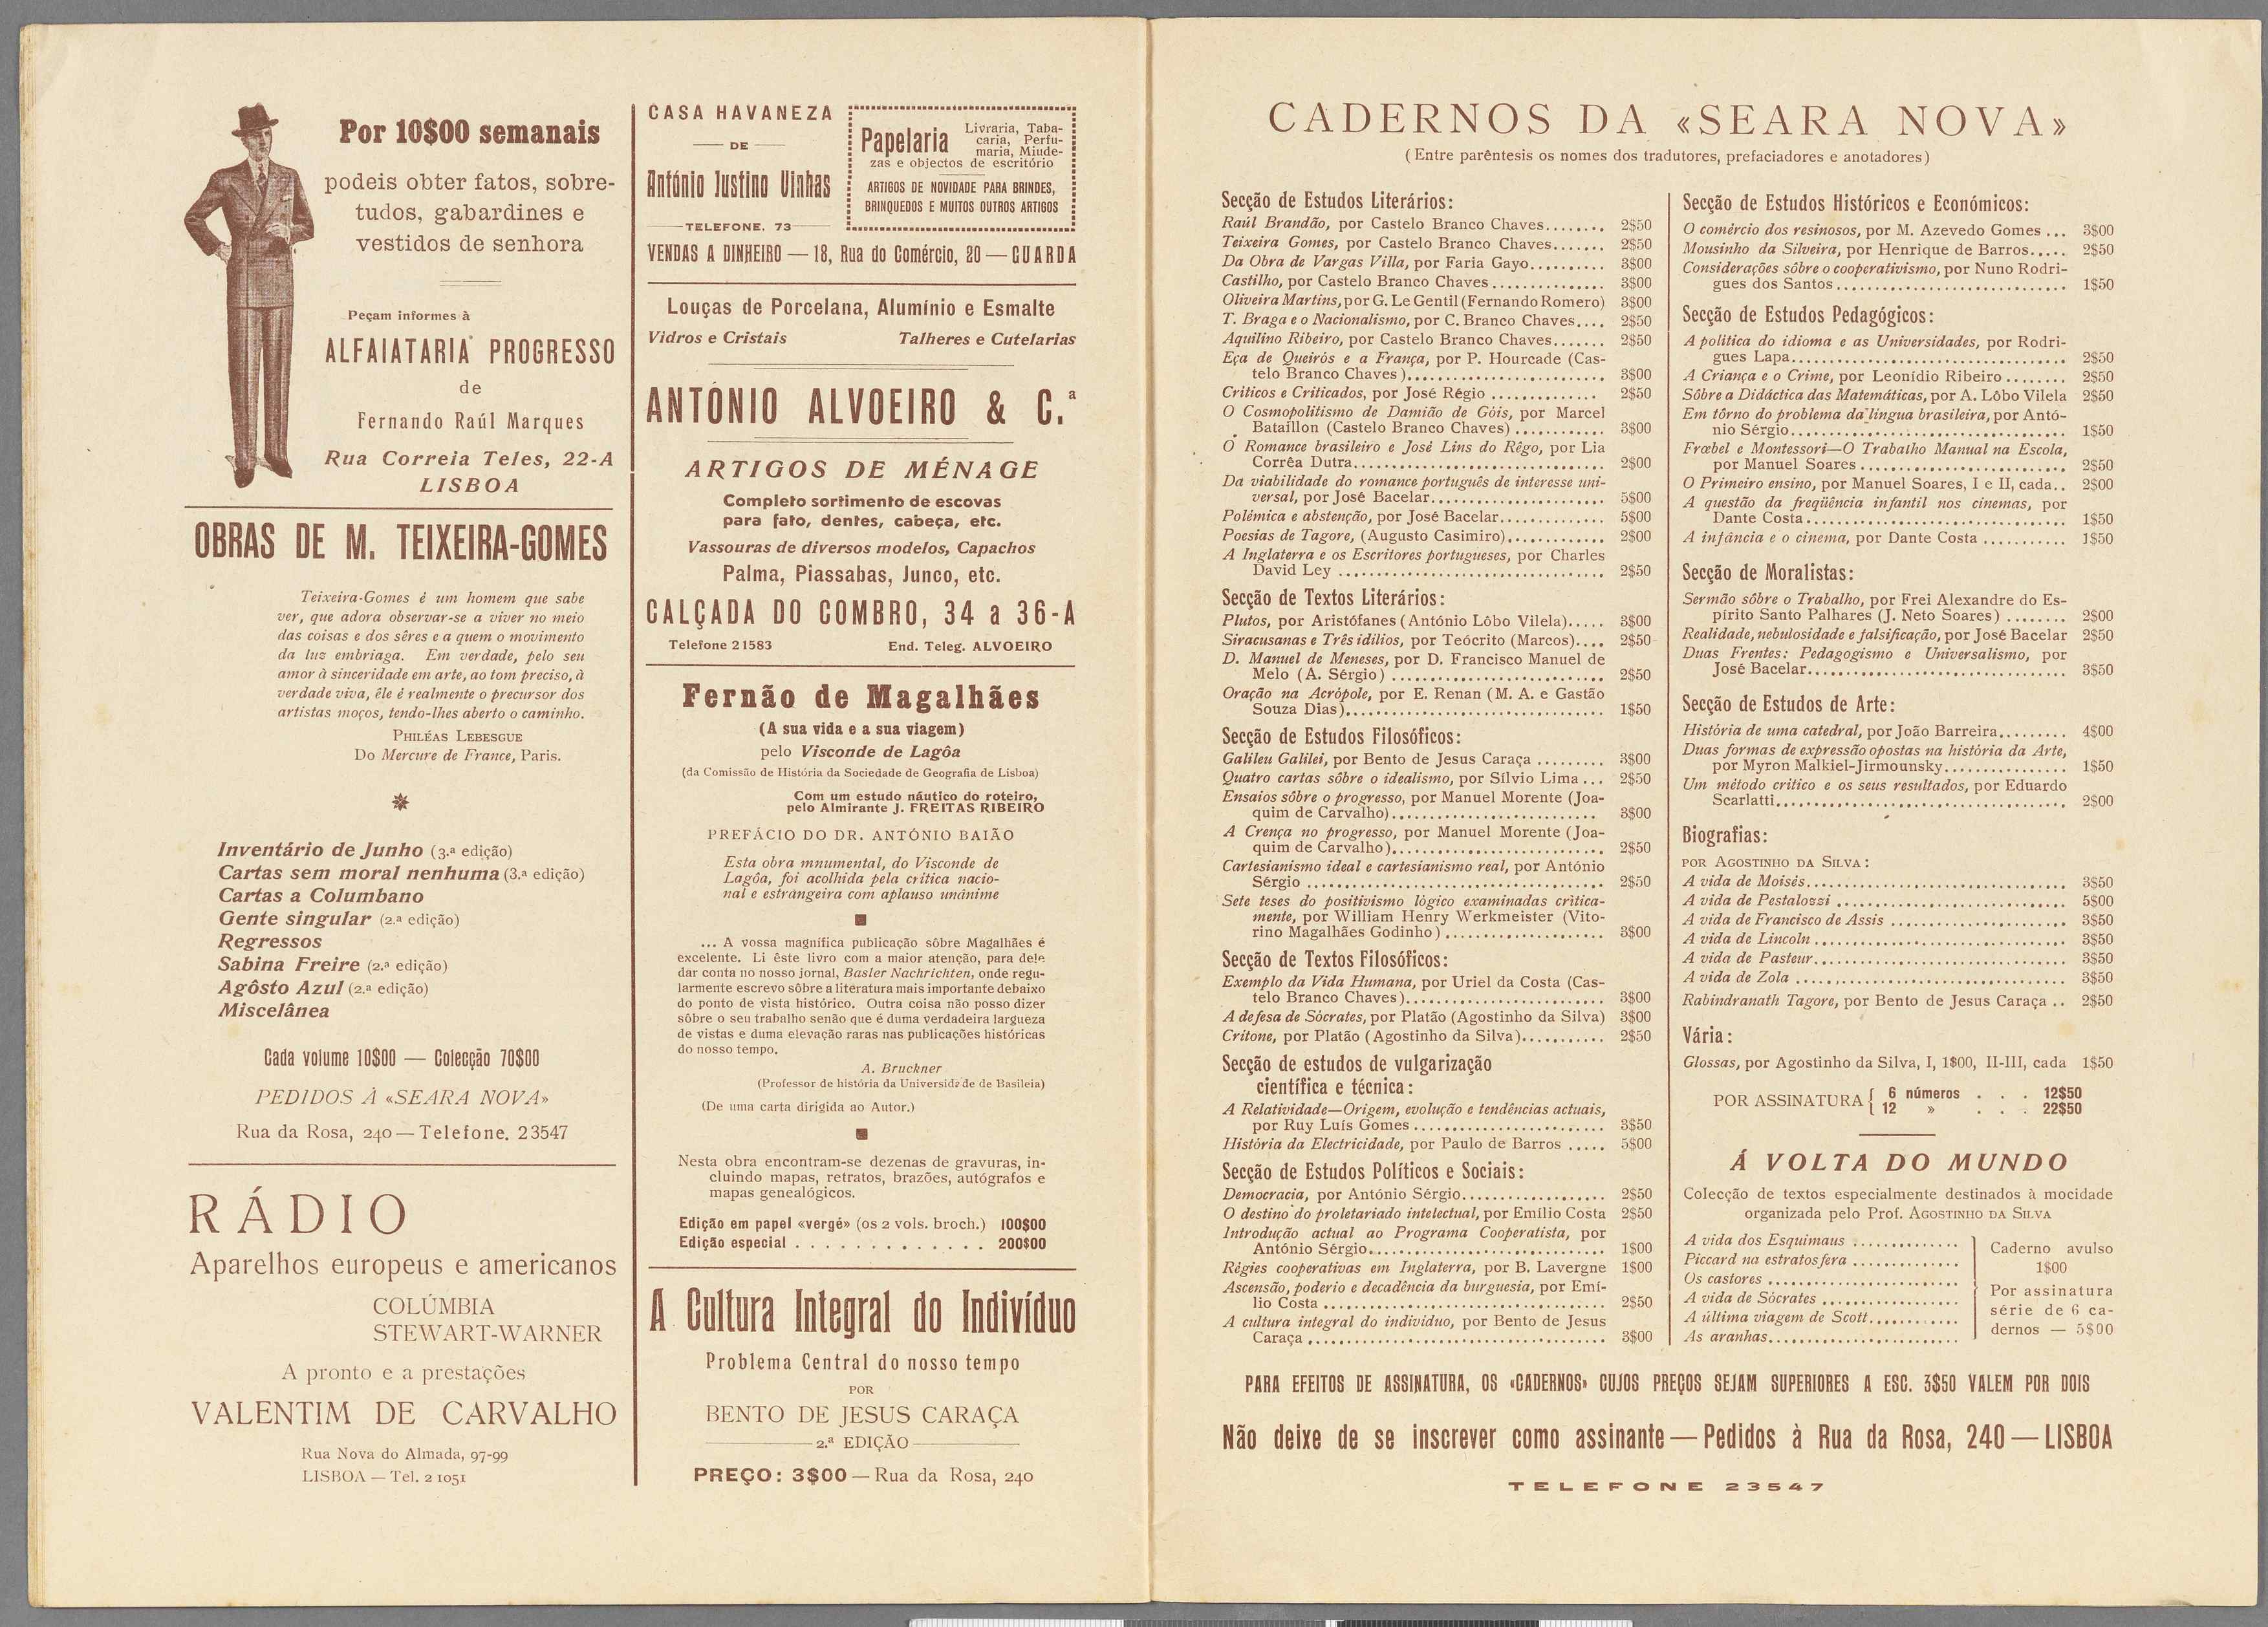 Por 10$00 semanais
podeis obter fatos, sobre-
tudos, gabardines e
vestidos de senhora
Peçam informes à
ALFAIATARIA PROGRESSO
de
Fernando Raúl Marques
Rua Correia Teles, 22-A
LISBOA
OBRAS DE M. TEIXEIRA-GOMES
Teixeira-Gomes é um homem que sabe
ver, que adora observar-se a viver no meio
das coisas e dos sêres e a quem o movimento
da luz embriaga. Em verdade, pelo seu
amor à sinceridade em arte, ao tom preciso, à
verdade viva, êle é realmente o precursor dos
artistas moços, tendo-lhes aberto o caminho.
PHILÉAS LEBESGUE
Do Mercure de France, Paris.
Inventário de Junho (3.ª edição)
Cartas sem moral nenhuma (3.ª edição)
Cartas a Columbano
Gente singular (2.ª edição)
Regressos
Sabina Freire (2.ª edição)
Agôsto Azul (2.ª edição)
Miscelânea
Cada volume 10$00 — Colecção 70$00
PEDIDOS À «SEARA NOVA»
Rua da Rosa, 240 — Telefone. 23547
RÁDIO
Aparelhos europeus e americanos
COLÚMBIA
STEWART-WARNER
A pronto e a prestações
VALENTIM DE CARVALHO
Rua Nova do Almada, 97-99
LISBOA — Tel. 2 1051
CASA HAVANEZA
DE
António Justino Vinhas
TELEFONE. 73
Papelaria Livraria, Taba-
caria, Perfu-
maria, Miude-
zas e objectos de escritório
ARTIGOS DE NOVIDADE PARA BRINDES,
BRINQUEDOS E MUITOS OUTROS ARTIGOS
VENDAS A DINHEIRO — 18, Rua do Comércio, 20 — GUARDA
Louças de Porcelana, Alumínio e Esmalte
Vidros e Cristais Talheres e Cutelarias
ANTÓNIO ALVOEIRO & C.ª
ARTIGOS DE MÉNAGE
Completo sortimento de escovas
para fato, dentes, cabeça, etc.
Vassouras de diversos modelos, Capachos
Palma, Piassabas, Junco, etc.
CALÇADA DO COMBRO, 34 a 36-A
Telefone 21583 End. Teleg. ALVOEIRO
Fernão de Magalhães
(A sua vida e a sua viagem)
pelo Visconde de Lagôa
(da Comissão de História da Sociedade de Geografia de Lisboa)
Com um estudo náutico do roteiro,
pelo Almirante J. FREITAS RIBEIRO
PREFÁCIO DO DR. ANTÓNIO BAIÃO
Esta obra mnumental, do Visconde de
Lagôa, foi acolhida pela crítica nacio-
nal e estrangeira com aplauso unânime
... A vossa magnífica publicação sôbre Magalhães é
excelente. Li êste livro com a maior atenção, para dele
dar conta no nosso jornal, Basler Nachrichten, onde regu-
larmente escrevo sôbre a literatura mais importante debaixo
do ponto de vista histórico. Outra coisa não posso dizer
sôbre o seu trabalho senão que é duma verdadeira largueza
de vistas e duma elevação raras nas publicações históricas
do nosso tempo.
A. Bruckner
(Professor de história da Universidade de Basileia)
(De uma carta dirigida ao Autor.)
Nesta obra encontram-se dezenas de gravuras, in-
cluindo mapas, retratos, brazões, autógrafos e
mapas genealógicos.
Edição em papel «vergé» (os 2 vols. broch.) 100$00
Edição especial . . . . . . . . . . . . . 200$00
A Cultura Integral do Indivíduo
Problema Central do nosso tempo
POR
BENTO DE JESUS CARAÇA
2.ª EDIÇÃO
PREÇO: 3$00 — Rua da Rosa, 240
CADERNOS DA «SEARA NOVA»
(Entre parêntesis os nomes dos tradutores, prefaciadores e anotadores)
Secção de Estudos Literários:
Raúl Brandão, por Castelo Branco Chaves........ 2$50
Teixeira Gomes, por Castelo Branco Chaves....... 2$50
Da Obra de Vargas Villa, por Faria Gayo.......... 3$00
Castilho, por Castelo Branco Chaves ............... 3$00
Oliveira Martins, por G. Le Gentil (Fernando Romero) 3$00
T. Braga e o Nacionalismo, por C. Branco Chaves.... 2$50
Aquilino Ribeiro, por Castelo Branco Chaves....... 2$50
Eça de Queirós e a França, por P. Hourcade (Cas-
telo Branco Chaves).......................... 3$00
Criticos e Criticados, por José Régio .............. 2$50
O Cosmopolitismo de Damião de Góis, por Marcel
Bataillon (Castelo Branco Chaves) ............ 3$00
O Romance brasileiro e José Lins do Rêgo, por Lia
Corrêa Dutra.................................. 2$00
Da viabilidade do romance português de interesse uni-
versal, por José Bacelar....................... 5$00
Polémica e abstenção, por José Bacelar.............. 5$00
Poesias de Tagore, (Augusto Casimiro)............. 2$00
A Inglaterra e os Escritores portugueses, por Charles
David Ley .................................... 2$50
Secção de Textos Literários:
Plutos, por Aristófanes (António Lôbo Vilela)..... 3$00
Siracusanas e Três idilios, por Teócrito (Marcos).... 2$50
D. Manuel de Meneses, por D. Francisco Manuel de
Melo (A. Sérgio) ............................ 2$50
Oração na Acrópole, por E. Renan (M. A. e Gastão
Souza Dias)................................... 1$50
Secção de Estudos Filosóficos:
Galileu Galilei, por Bento de Jesus Caraça ......... 3$00
Quatro cartas sôbre o idealismo, por Sílvio Lima ... 2$50
Ensaios sôbre o progresso, por Manuel Morente (Joa-
quim de Carvalho)........................... 3$00
A Crença no progresso, por Manuel Morente (Joa-
quim de Carvalho)............................ 2$50
Cartesianismo ideal e cartesianismo real, por António
Sérgio ........................................ 2$50
Sete teses do positivismo lógico examinadas critica-
mente, por William Henry Werkmeister (Vito-
rino Magalhães Godinho)..................... 3$00
Secção de Textos Filosóficos:
Exemplo da Vida Humana, por Uriel da Costa (Cas-
telo Branco Chaves).......................... 3$00
A defesa de Sócrates, por Platão (Agostinho da Silva) 3$00
Crítone, por Platão (Agostinho da Silva)........... 2$50
Secção de estudos de vulgarização
científica e técnica:
A Relatividade—Origem, evolução e tendências actuais,
por Ruy Luís Gomes ......................... 3$50
História da Electricidade, por Paulo de Barros ..... 5$00
Secção de Estudos Políticos e Sociais:
Democracia, por António Sérgio................... 2$50
O destino do proletariado intelectual, por Emílio Costa 2$50
Introdução actual ao Programa Cooperatista, por
António Sérgio............................... 1$00
Régies cooperativas em Inglaterra, por B. Lavergne 1$00
Ascensão, poderio e decadência da burguesia, por Emí-
lio Costa ..................................... 2$50
A cultura integral do individuo, por Bento de Jesus
Caraça ........................................ 3$00
Secção de Estudos Históricos e Económicos:
O comércio dos resinosos, por M. Azevedo Gomes ... 3$00
Mousinho da Silveira, por Henrique de Barros..... 2$50
Considerações sôbre o cooperativismo, por Nuno Rodri-
gues dos Santos .............................. 1$50
Secção de Estudos Pedagógicos:
A politica do idioma e as Universidades, por Rodri-
gues Lapa.................................... 2$50
A Criança e o Crime, por Leonídio Ribeiro ........ 2$50
Sôbre a Didáctica das Matemáticas, por A. Lôbo Vilela 2$50
Em tôrno do problema da língua brasileira, por Antó-
nio Sérgio.................................... 1$50
Frœbel e Montessori—O Trabalho Manual na Escola,
por Manuel Soares ........................... 2$50
O Primeiro ensino, por Manuel Soares, I e II, cada.. 2$00
A questão da freqüência infantil nos cinemas, por
Dante Costa................................... 1$50
A infância e o cinema, por Dante Costa ........... 1$50
Secção de Moralistas:
Sermão sôbre o Trabalho, por Frei Alexandre do Es-
pírito Santo Palhares (J. Neto Soares) ........ 2$00
Realidade, nebulosidade e falsificação, por José Bacelar 2$50
Duas Frentes: Pedagogismo e Universalismo, por
José Bacelar.................................. 3$50
Secção de Estudos de Arte:
História de uma catedral, por João Barreira......... 4$00
Duas formas de expressão opostas na história da Arte,
por Myron Malkiel-Jirmounsky................ 1$50
Um método critico e os seus resultados, por Eduardo
Scarlatti...................................... 2$00
Biografias:
POR AGOSTINHO DA SILVA:
A vida de Moisés.................................. 3$50
A vida de Pestalozzi ............................... 5$00
A vida de Francisco de Assis ....................... 3$50
A vida de Lincoln ................................. 3$50
A vida de Pasteur................................. 3$50
A vida de Zola .................................... 3$50
Rabindranath Tagore, por Bento de Jesus Caraça .. 2$50
Vária:
Glossas, por Agostinho da Silva, I, 1$00, II-III, cada 1$50
POR ASSINATURA { 6 números . . . 12$50
12 » . . . 22$50
Á VOLTA DO MUNDO
Colecção de textos especialmente destinados à mocidade
organizada pelo Prof. AGOSTINHO DA SILVA
A vida dos Esquimaus ..............
Piccard na estratosfera ..............
Os castores .........................
A vida de Sòcrates ..................
A última viagem de Scott............
As aranhas.........................
Caderno avulso
1$00
Por assinatura
série de 6 ca-
dernos — 5$00
PARA EFEITOS DE ASSINATURA, OS «CADERNOS» CUJOS PREÇOS SEJAM SUPERIORES A ESC. 3$50 VALEM POR DOIS
Não deixe de se inscrever como assinante — Pedidos à Rua da Rosa, 240 — LISBOA
TELEFONE 23547